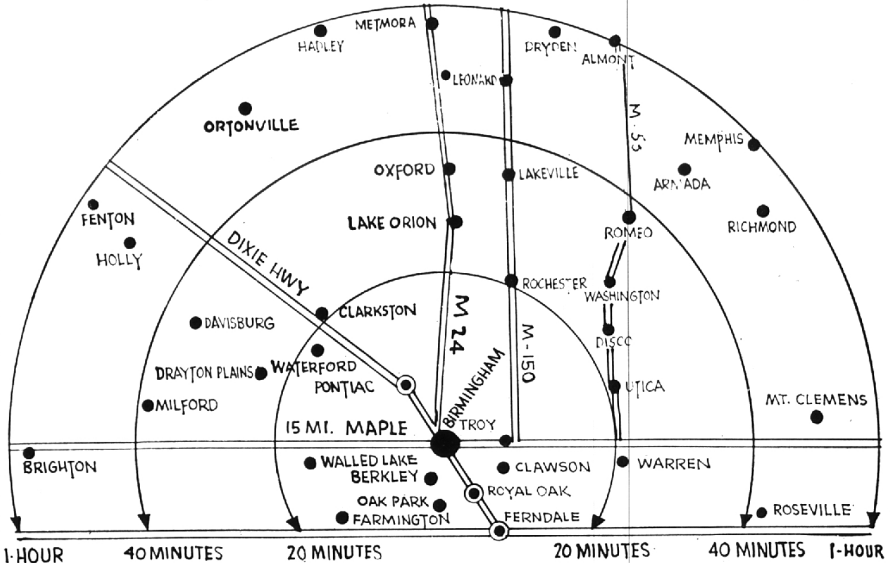 METMORA
HADLEY
DRYDEN
ALMONT
LEONARD
ORTONVILLE
M-53
MEMPHIS
OXFORD
LAKEVILLE
ARMADA
FENTON
LAKE ORION
ROMEO
RICHMOND
HOLLY
DIXIE HWY
ROCHESTER
WASHINGTON
CLARKSTON
M 24
DAVISBURG
M-150
DISCO
WATERFORD
DRAYTON PLAINS
PONTIAC
BIRMINGHAM
UTICA
MILFORD
MT. CLEMENS
15 MI. MAPLE
TROY
BRIGHTON
WALLED LAKE
CLAWSON
WARREN
BERKLEY
ROYAL OAK
OAK PARK
FARMINGTON
FERNDALE
ROSEVILLE
1-HOUR
40 MINUTES
20 MINUTES
20 MINUTES
40 MINUTES
1-HOUR